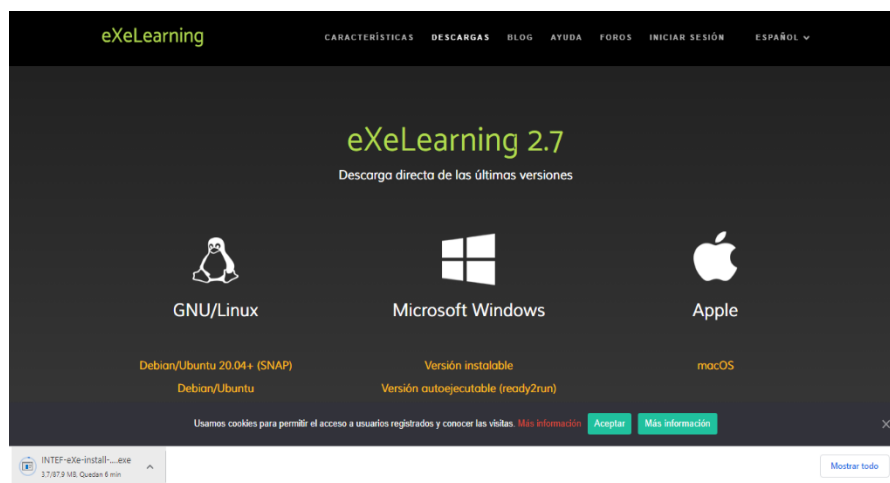 eXeLearning
CARACTERÍSTICAS DESCARGAS BLOG AYUDA FOROS INICIAR SESIÓN ESPAÑOL
eXeLearning 2.7
Descarga directa de las últimas versiones
GNU/Linux
Microsoft Windows
Apple
Debian/Ubuntu 20.04+ (SNAP)
Versión instalable
macOS
Debian/Ubuntu
Versión autoejecutable (ready2run)
Usamos cookies para permitir el acceso a usuarios registrados y conocer las visitas. Más información Aceptar Más información
INTEF-eXe-install-....exe
3.7/87.9 MB, Quedan 6 min
Mostrar todo